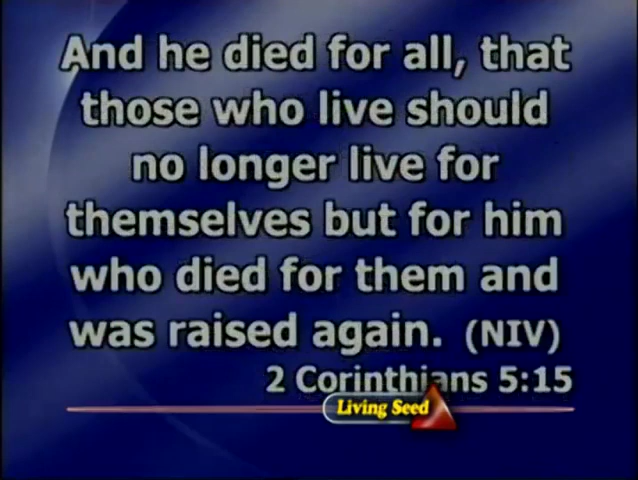 And he died for all, that
those who live should
no longer live for
themselves but for him
who died for them and
was raised again. (NIV)
2 Corinthians 5:15
Living Seed